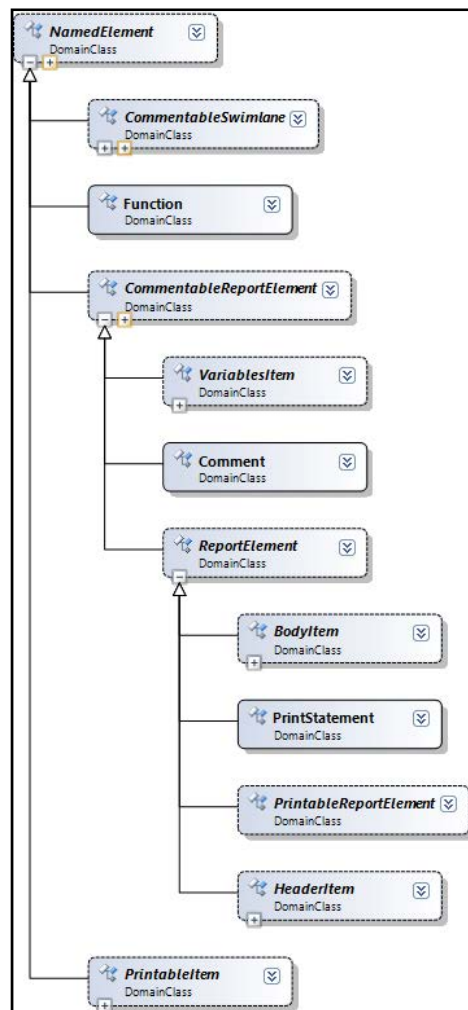 NamedElement
DomainClass
CommentableSwimlane
DomainClass
Function
DomainClass
CommentableReportElement
DomainClass
VariablesItem
DomainClass
Comment
DomainClass
ReportElement
DomainClass
BodyItem
DomainClass
PrintStatement
DomainClass
PrintableReportElement
DomainClass
HeaderItem
DomainClass
PrintableItem
DomainClass